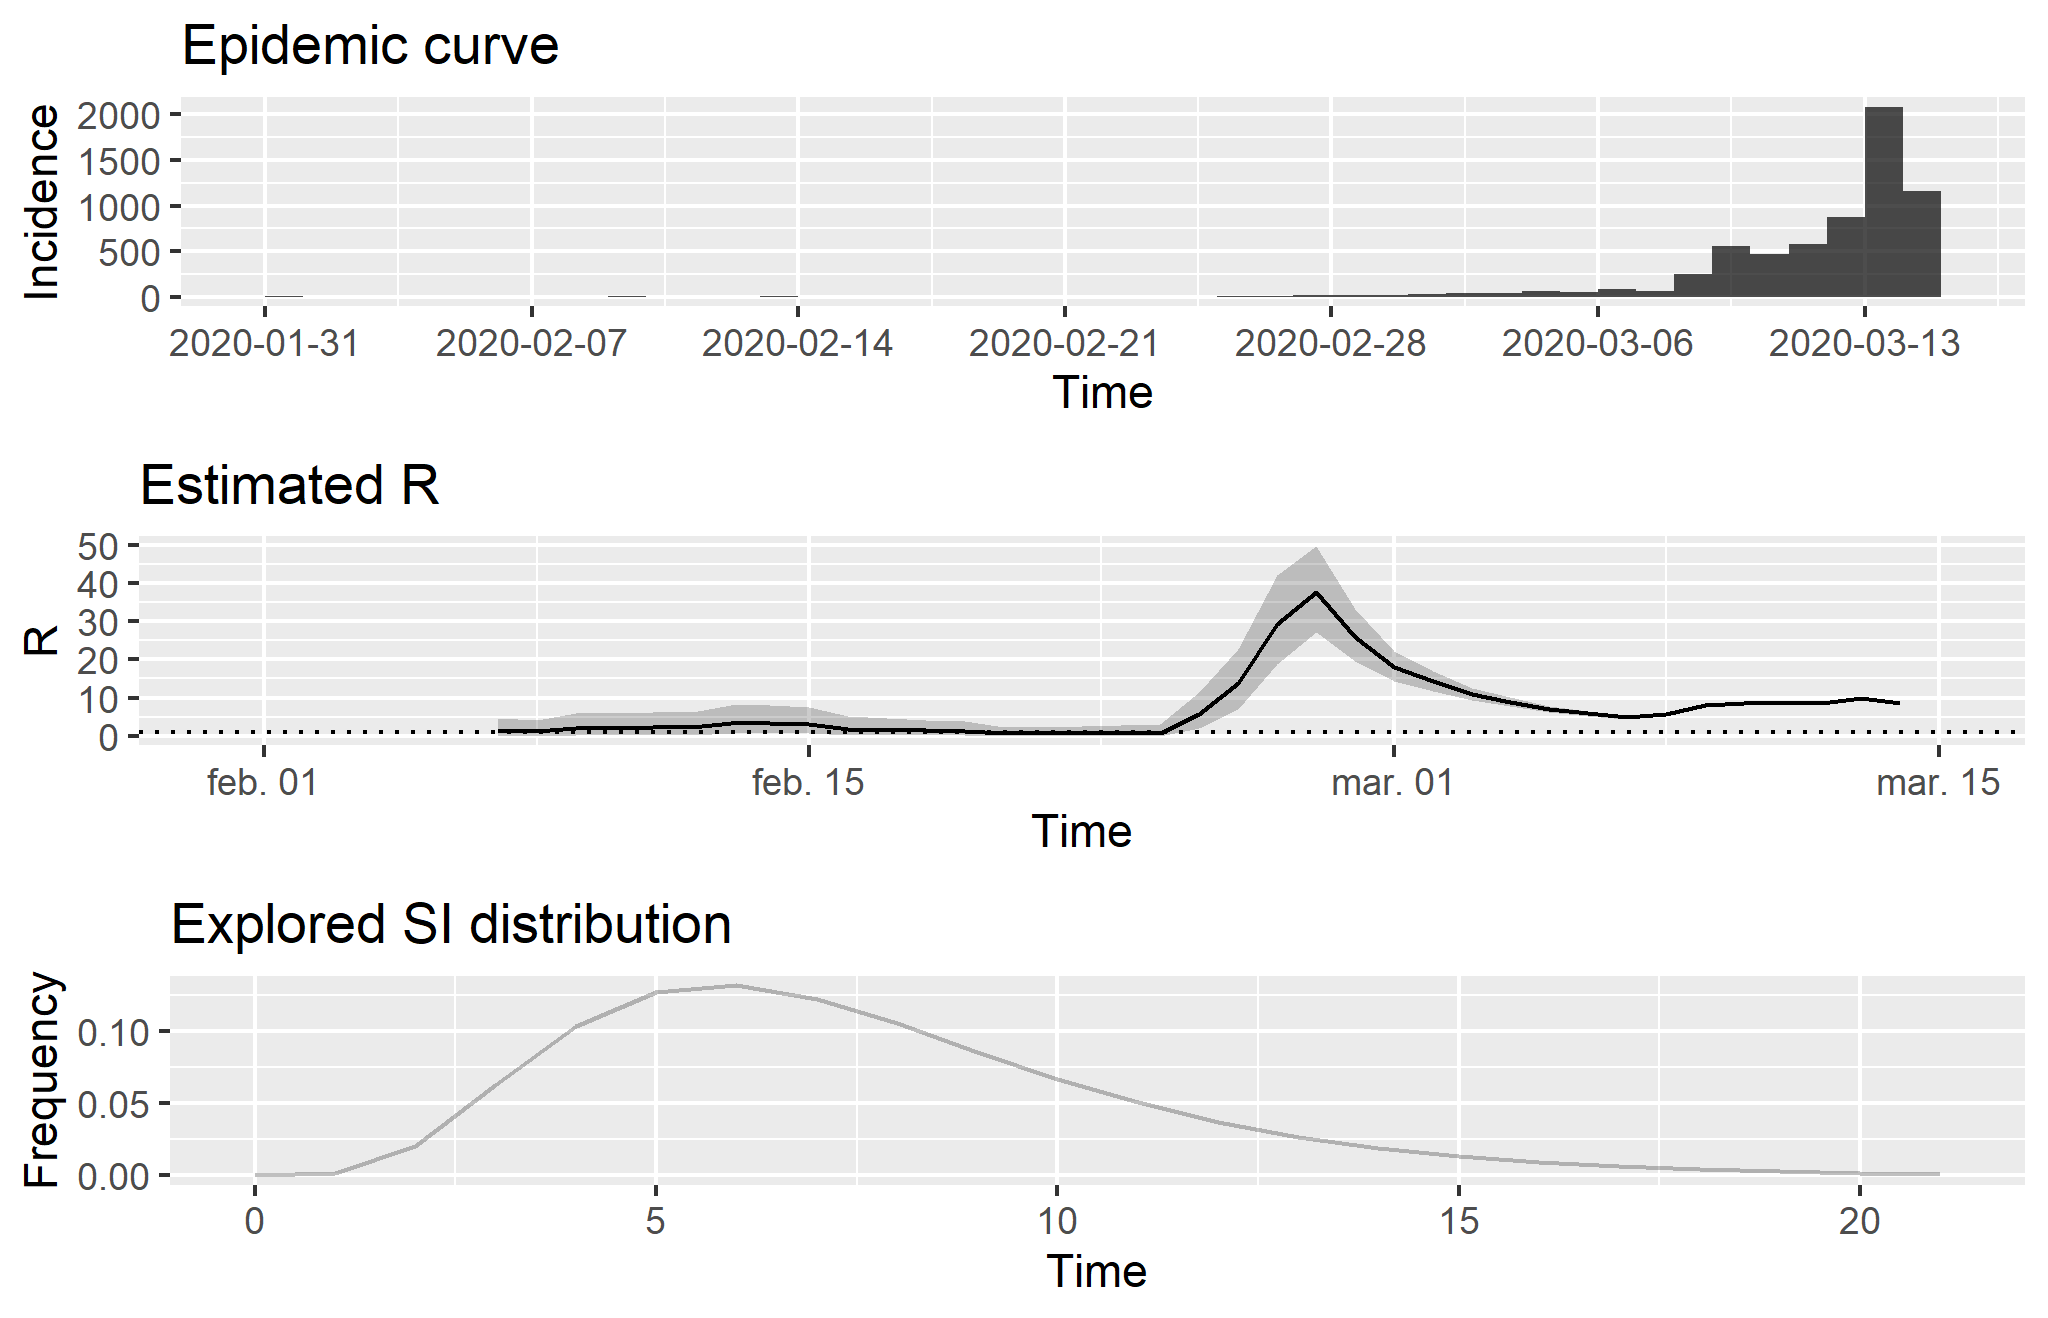 Epidemic curve
Incidence
2000
1500
1000
500
0
2020-01-31 2020-02-07 2020-02-14 2020-02-21 2020-02-28 2020-03-06 2020-03-13
Time
Estimated R
R
50
40
30
20
10
0
feb. 01 feb. 15 mar. 01 mar. 15
Time
Explored SI distribution
Frequency
0.10
0.05
0.00
0 5 10 15 20
Time